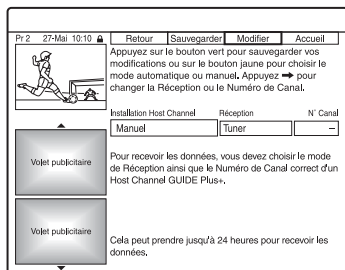 Pr 2 27-Mai 10:10
Retour Sauvegarder Modifier Accueil
Appuyez sur le bouton vert pour sauvegarder vos
modifications ou sur le bouton jaune pour choisir le
mode automatique ou manuel. Appuyez ➡ pour
changer la Réception ou le Numéro de Canal.
Installation Host Channel Réception N° Canal
Manuel Tuner –
Volet publicitaire
Pour recevoir les données, vous devez choisir le mode
de Réception ainsi que le Numéro de Canal correct d'un
Host Channel GUIDE Plus+.
Volet publicitaire
Cela peut prendre jusqu'à 24 heures pour recevoir les
données.